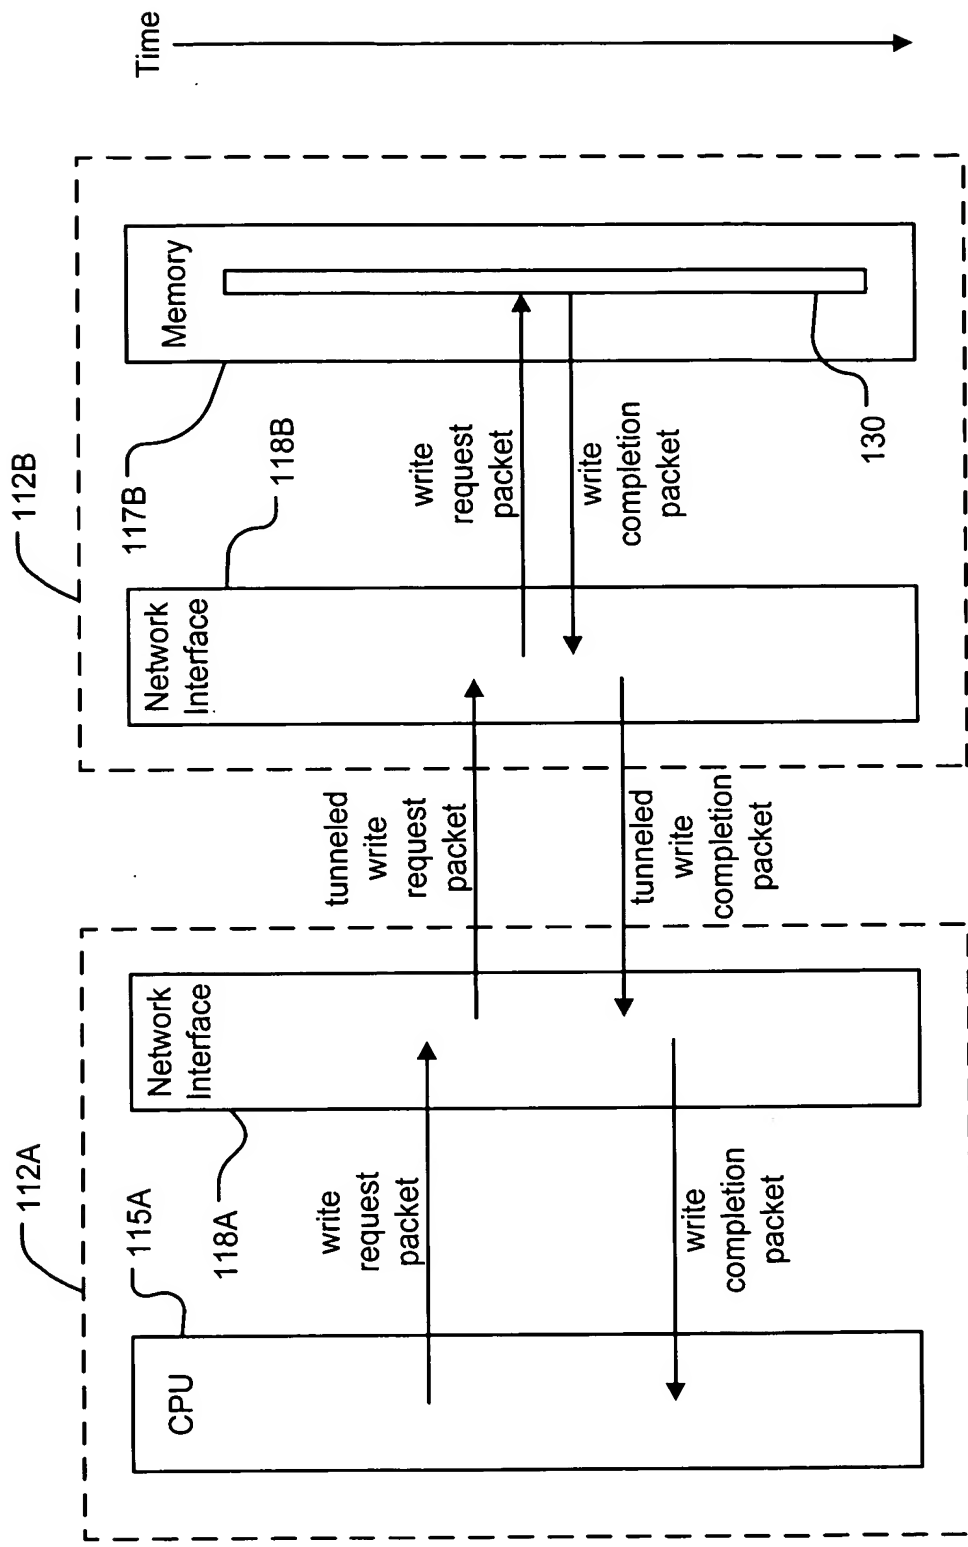 112A
112B
115A
118A
117B
118B
CPU
Network
Interface
Network
Interface
Memory
Time
write
request
packet
tunneled
write
request
packet
write
request
packet
write
completion
packet
tunneled
write
completion
packet
write
completion
packet
130